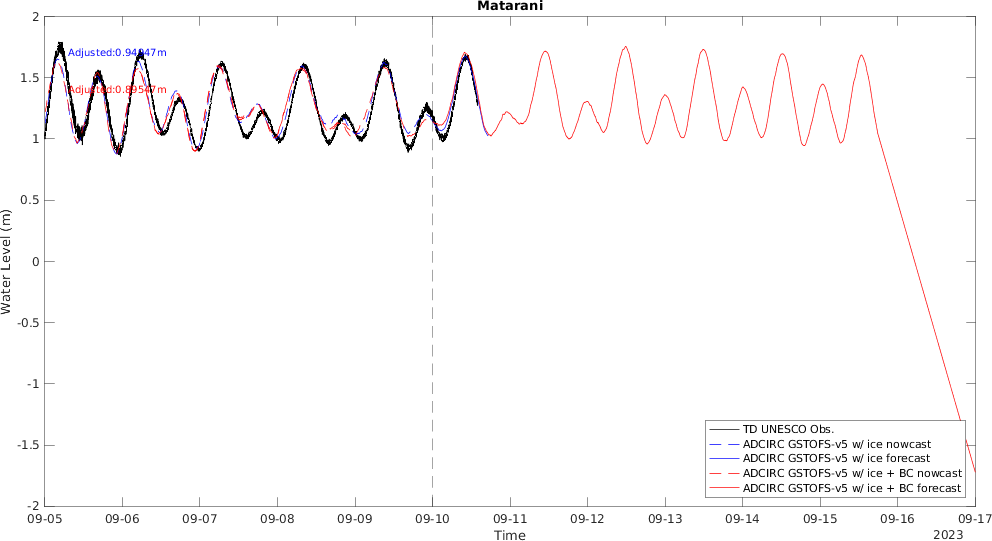 Matarani
2
1.5
1
0.5
0
-0.5
-1
-1.5
-2
Water Level (m)
Adjusted:0.94947m
Adjusted:0.89547m
TD UNESCO Obs.
ADCIRC GSTOFS-v5 w/ ice nowcast
ADCIRC GSTOFS-v5 w/ ice forecast
ADCIRC GSTOFS-v5 w/ ice + BC nowcast
ADCIRC GSTOFS-v5 w/ ice + BC forecast
09-05 09-06 09-07 09-08 09-09 09-10 09-11 09-12 09-13 09-14 09-15 09-16 09-17
Time
2023